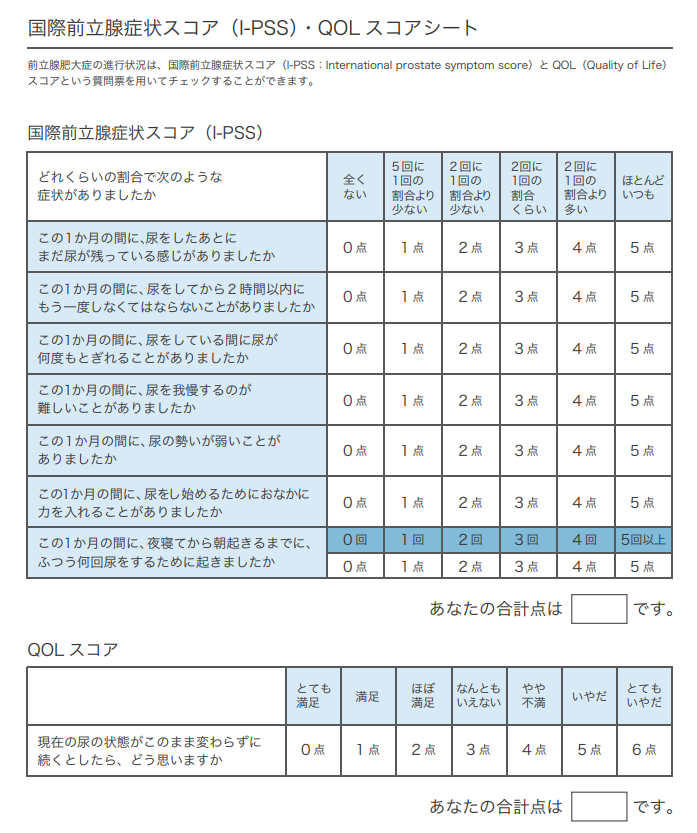 国際前立腺症状スコア（I-PSS）・QOL スコアシート
前立腺肥大症の進行状況は、国際前立腺症状スコア（I-PSS：International prostate symptom score）と QOL（Quality of Life）
スコアという質問票を用いてチェックすることができます。
国際前立腺症状スコア（I-PSS）
どれくらいの割合で次のような
症状がありましたか
全く
ない
5回に
1回の
割合より
少ない
2回に
1回の
割合より
少ない
2回に
1回の
割合
くらい
2回に
1回の
割合より
多い
ほとんど
いつも
この1か月の間に、尿をしたあとに
まだ尿が残っている感じがありましたか
0点 1点 2点 3点 4点 5点
この1か月の間に、尿をしてから2時間以内に
もう一度しなくてはならないことがありましたか
0点 1点 2点 3点 4点 5点
この1か月の間に、尿をしている間に尿が
何度もとぎれることがありましたか
0点 1点 2点 3点 4点 5点
この1か月の間に、尿を我慢するのが
難しいことがありましたか
0点 1点 2点 3点 4点 5点
この1か月の間に、尿の勢いが弱いことが
ありましたか
0点 1点 2点 3点 4点 5点
この1か月の間に、尿をし始めるためにおなかに
力を入れることがありましたか
0点 1点 2点 3点 4点 5点
この1か月の間に、夜寝てから朝起きるまでに、
ふつう何回尿をするために起きましたか
0回 1回 2回 3回 4回 5回以上
0点 1点 2点 3点 4点 5点
あなたの合計点は です。
QOL スコア
とても
満足
満足
ほぼ
満足
なんとも
いえない
やや
不満
いやだ
とても
いやだ
現在の尿の状態がこのまま変わらずに
続くとしたら、どう思いますか
0点 1点 2点 3点 4点 5点 6点
あなたの合計点は です。